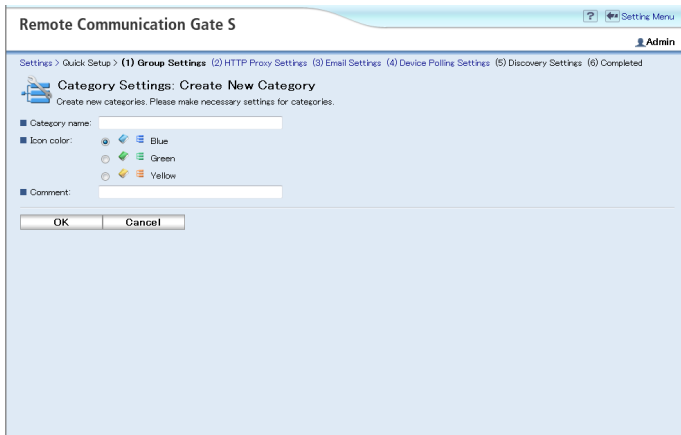 Remote Communication Gate S
? Setting Menu
Admin
Settings > Quick Setup > (1) Group Settings (2) HTTP Proxy Settings (3) Email Settings (4) Device Polling Settings (5) Discovery Settings (6) Completed
Category Settings: Create New Category
Create new categories. Please make necessary settings for categories.
Category name:
Icon color: Blue
Green
Yellow
Comment:
OK Cancel